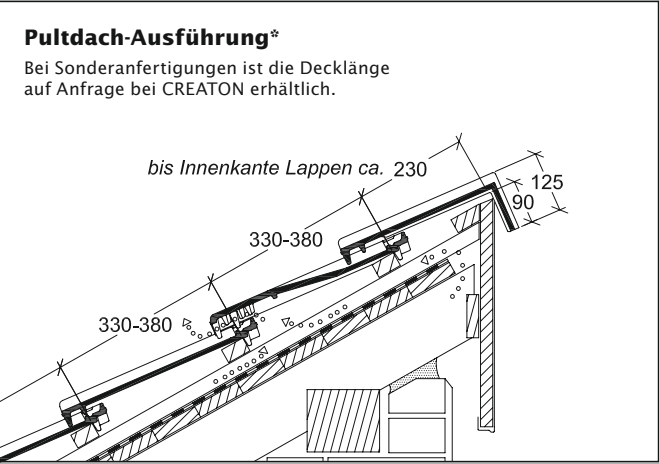 Pultdach-Ausführung*
Bei Sonderanfertigungen ist die Decklänge
auf Anfrage bei CREATON erhältlich.
bis Innenkante Lappen ca. 230
125
90
330-380
330-380